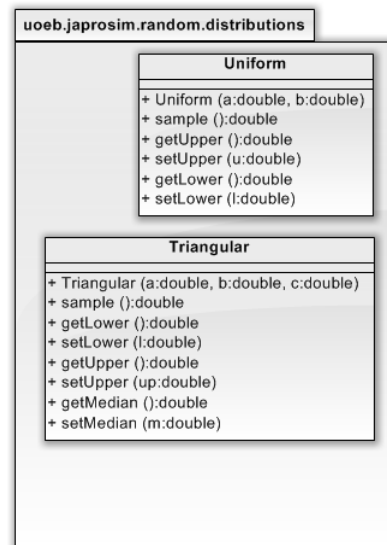 uoeb.japrosim.random.distributions
Uniform
+ Uniform (a:double, b:double)
+ sample ():double
+ getUpper ():double
+ setUpper (u:double)
+ getLower ():double
+ setLower (l:double)
Triangular
+ Triangular (a:double, b:double, c:double)
+ sample ():double
+ getLower ():double
+ setLower (l:double)
+ getUpper ():double
+ setUpper (up:double)
+ getMedian ():double
+ setMedian (m:double)